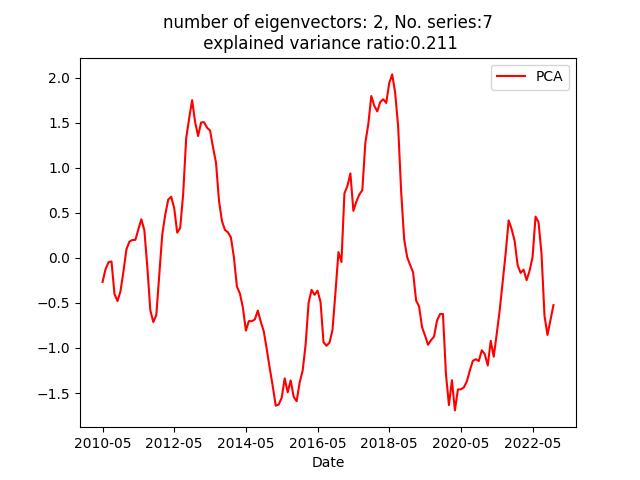 number of eigenvectors: 2, No. series:7
explained variance ratio:0.211
PCA
2.0
1.5
1.0
0.5
0.0
−0.5
−1.0
−1.5
2010-05 2012-05 2014-05 2016-05 2018-05 2020-05 2022-05
Date